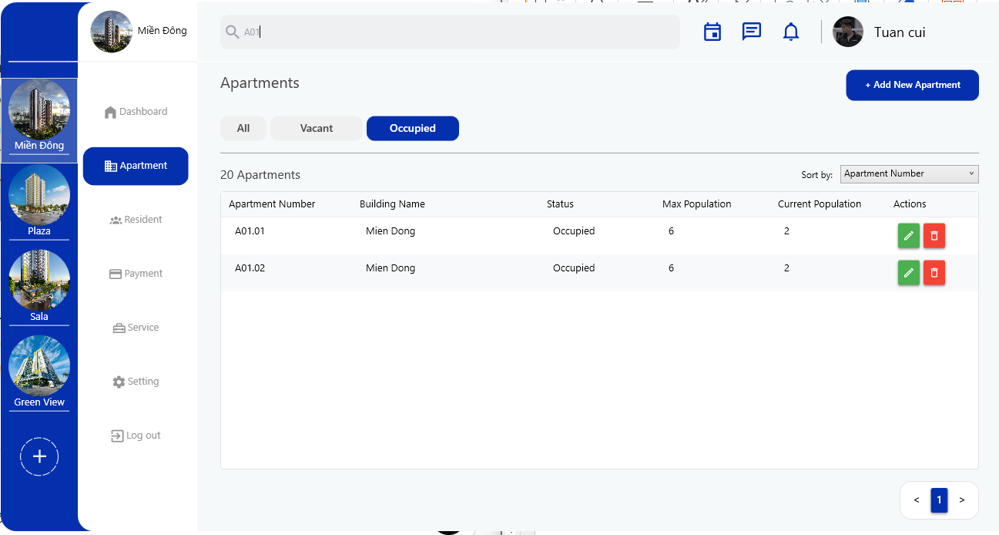 Miền Đông
A01
Tuan cui
Miền Đông
Plaza
Sala
Green View
Dashboard
Apartment
Resident
Payment
Service
Setting
Log out
Apartments
+ Add New Apartment
All Vacant Occupied
20 Apartments
Sort by: Apartment Number
Apartment Number Building Name Status Max Population Current Population Actions
A01.01 Mien Dong Occupied 6 2
A01.02 Mien Dong Occupied 6 2
< 1 >